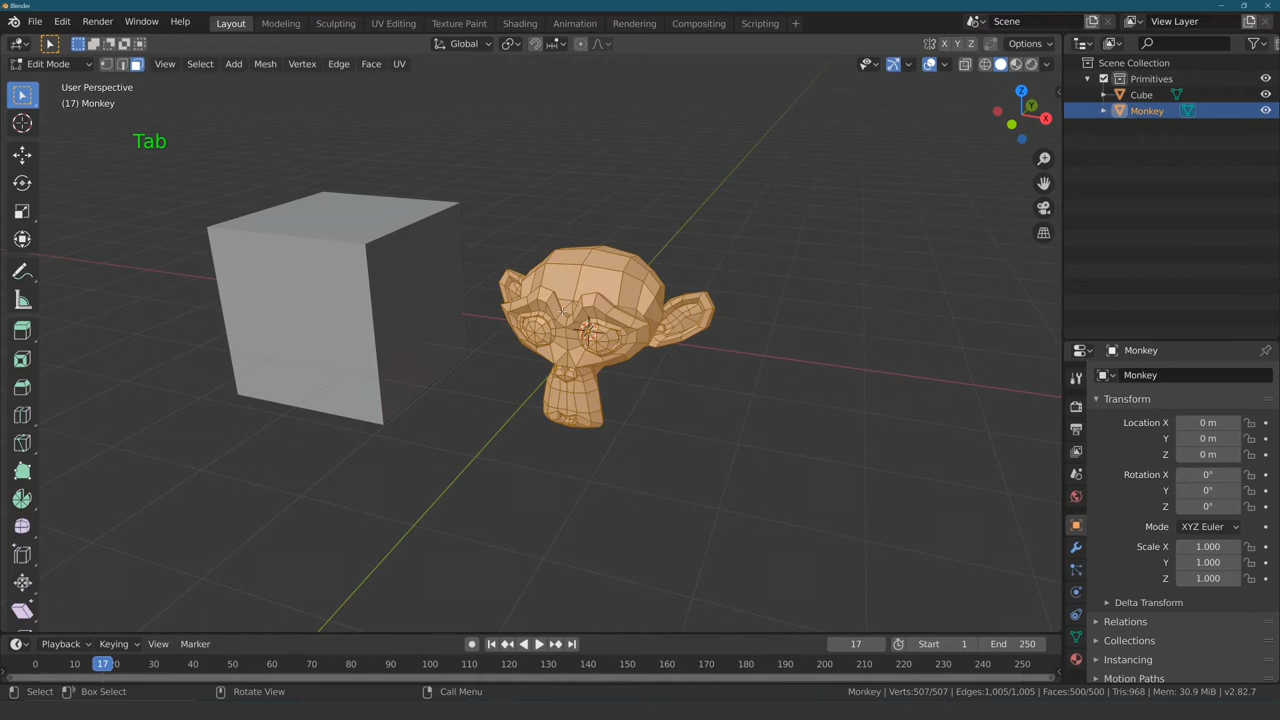 Blender
File Edit Render Window Help Layout Modeling Sculpting UV Editing Texture Paint Shading Animation Rendering Compositing Scripting + Scene View Layer
Global X Y Z Options
Edit Mode View Select Add Mesh Vertex Edge Face UV
User Perspective
(17) Monkey
Tab
Z
Y
X
Scene Collection
Primitives
Cube
Monkey
Monkey
Monkey
Transform
Location X 0 m
Y 0 m
Z 0 m
Rotation X 0°
Y 0°
Z 0°
Mode XYZ Euler
Scale X 1.000
Y 1.000
Z 1.000
Delta Transform
Relations
Collections
Instancing
Motion Paths
Playback Keying View Marker 17 Start 1 End 250
0 10 17 20 30 40 50 60 70 80 90 100 110 120 130 140 150 160 170 180 190 200 210 220 230 240 250
Select Box Select Rotate View Call Menu Monkey | Verts:507/507 | Edges:1,005/1,005 | Faces:500/500 | Tris:968 | Mem: 30.9 MiB | v2.82.7